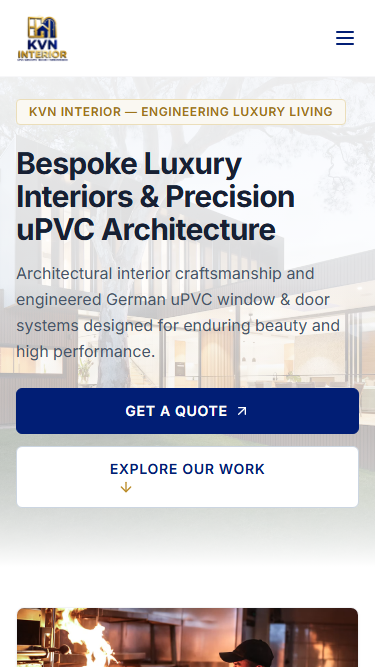 KVN
INTERIOR
KVN INTERIOR — ENGINEERING LUXURY LIVING
Bespoke Luxury
Interiors & Precision
uPVC Architecture
Architectural interior craftsmanship and
engineered German uPVC window & door
systems designed for enduring beauty and
high performance.
GET A QUOTE
EXPLORE OUR WORK